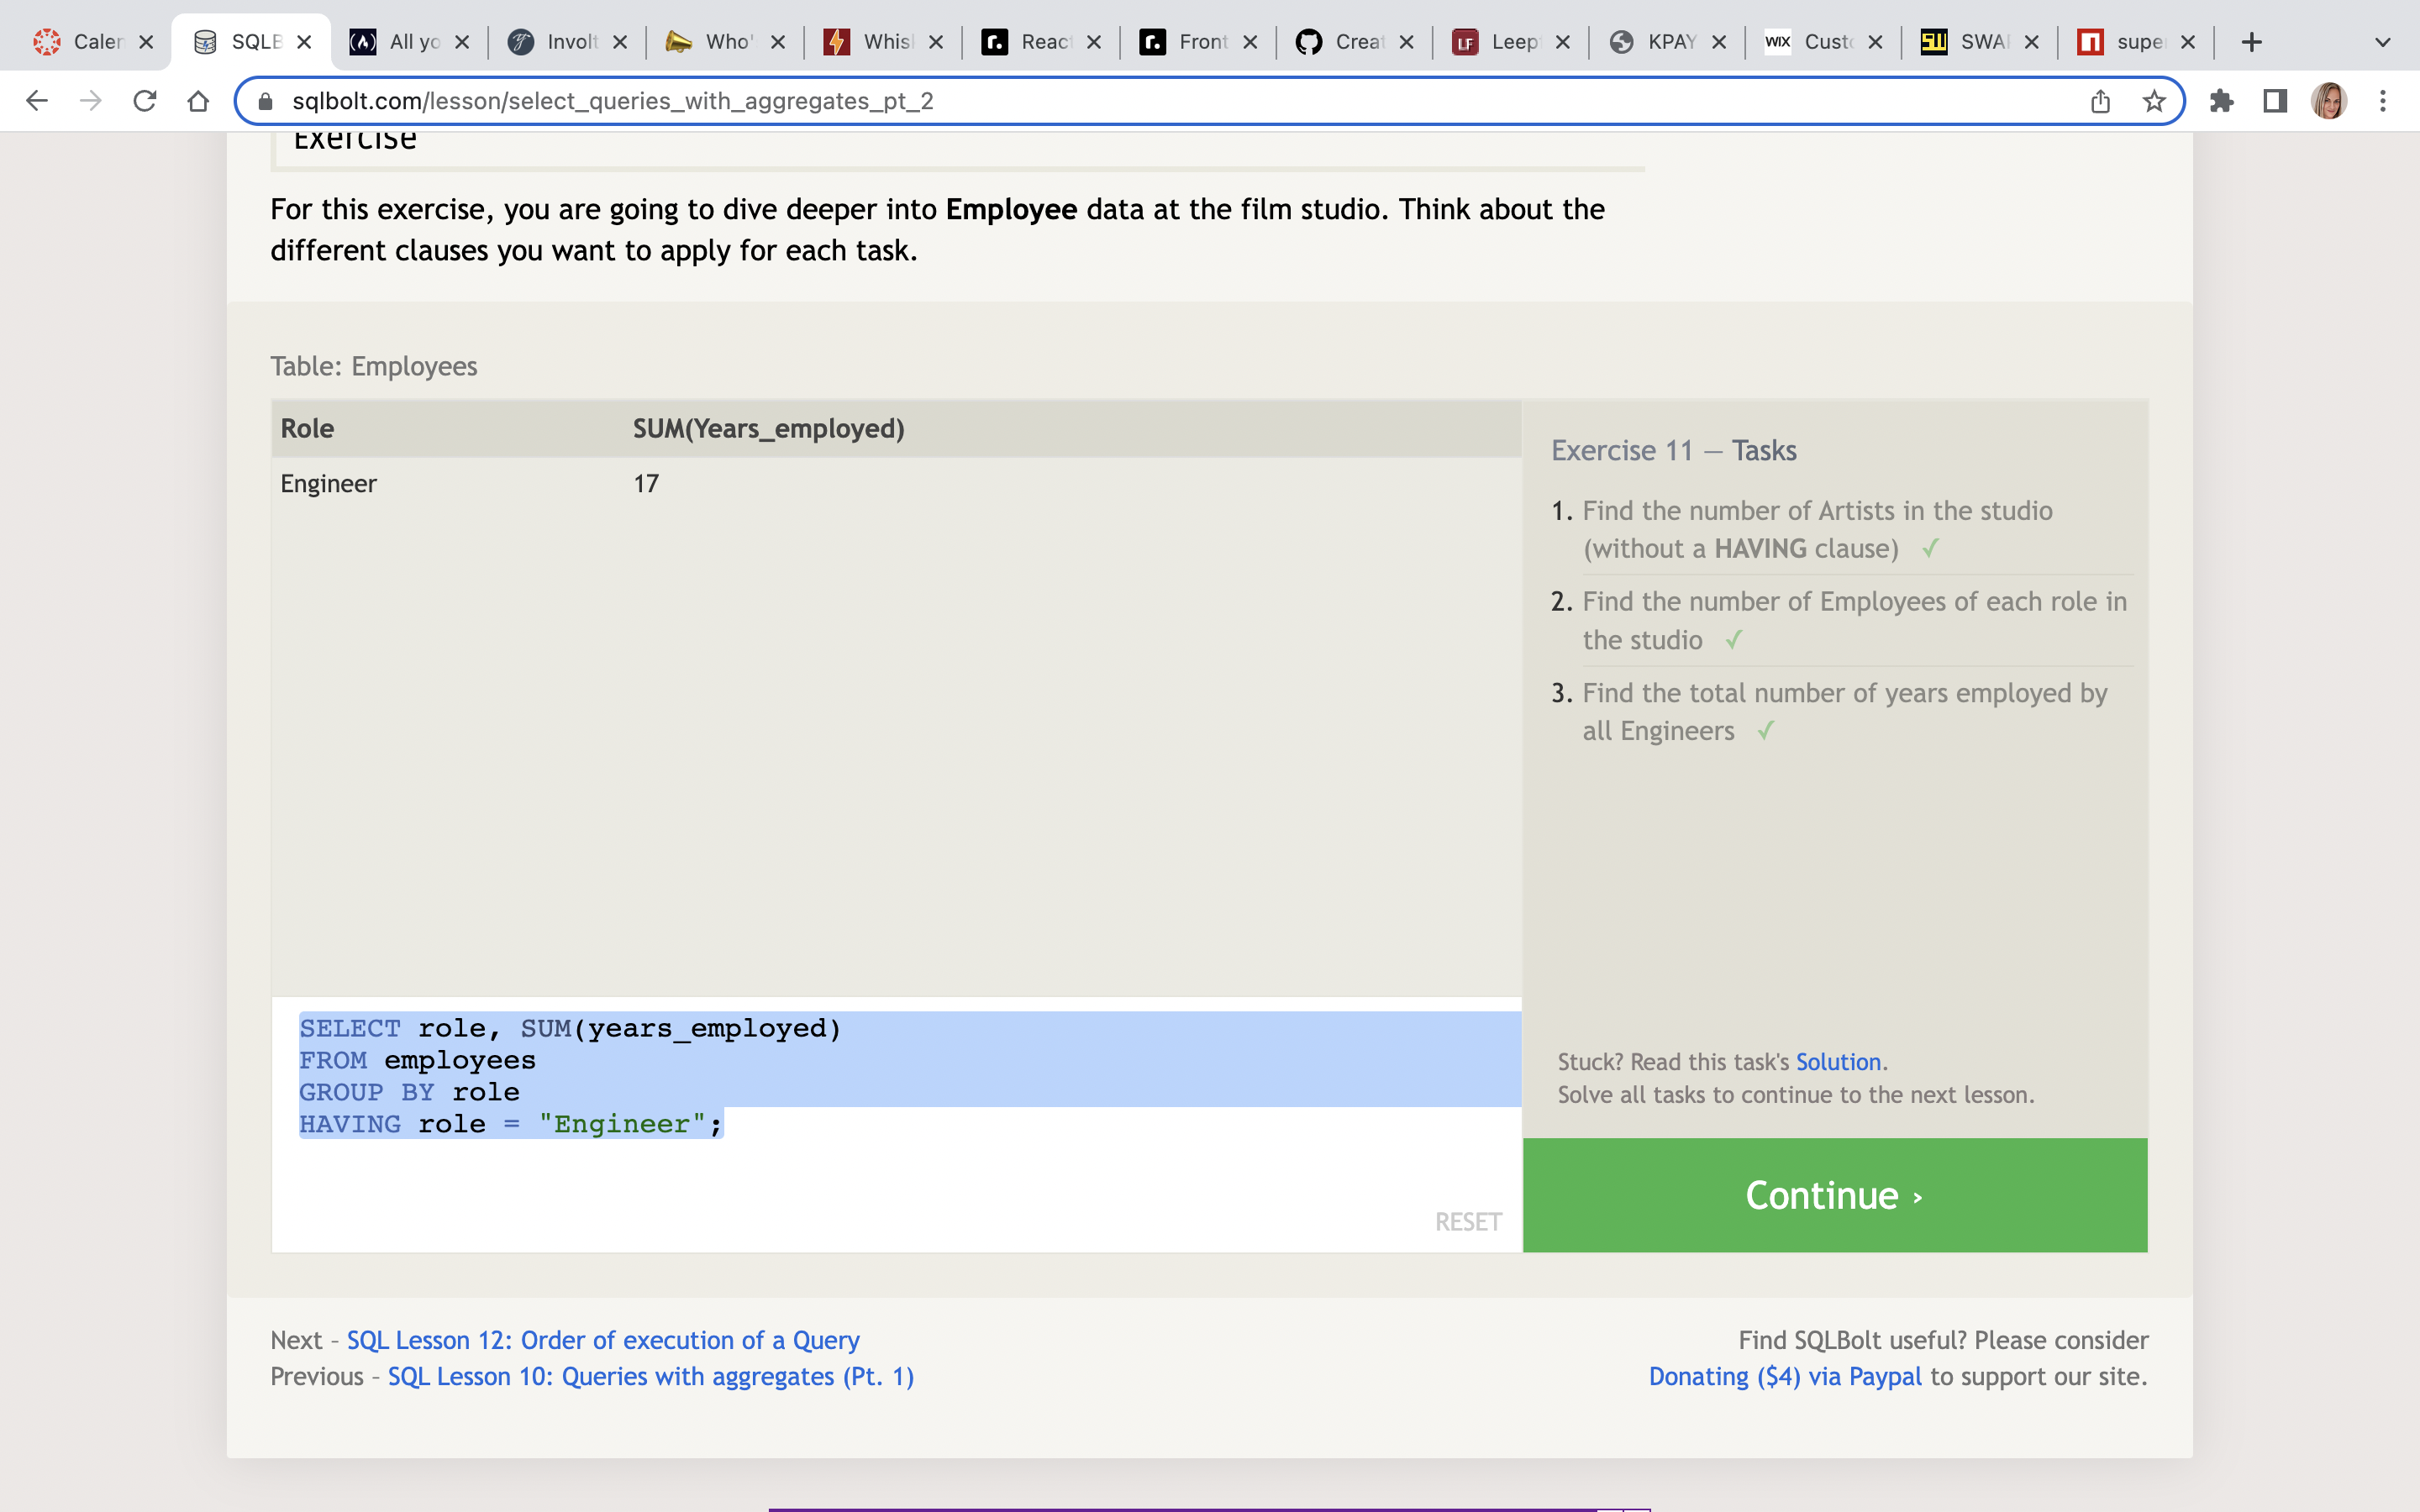 Caler
SQLB
All yo
Involt
Who'
Whisl
Reac
Front
Creat
Leep
KPAY
WIX
Custo
SWAP
super
sqlbolt.com/lesson/select_queries_with_aggregates_pt_2
Exercise
For this exercise, you are going to dive deeper into Employee data at the film studio. Think about the
different clauses you want to apply for each task.
Table: Employees
Role SUM(Years_employed)
Engineer 17
Exercise 11 — Tasks
1. Find the number of Artists in the studio
(without a HAVING clause) ✓
2. Find the number of Employees of each role in
the studio ✓
3. Find the total number of years employed by
all Engineers ✓
SELECT role, SUM(years_employed)
FROM employees
GROUP BY role
HAVING role = "Engineer";
RESET
Stuck? Read this task's Solution.
Solve all tasks to continue to the next lesson.
Continue ›
Next – SQL Lesson 12: Order of execution of a Query
Previous – SQL Lesson 10: Queries with aggregates (Pt. 1)
Find SQLBolt useful? Please consider
Donating ($4) via Paypal to support our site.